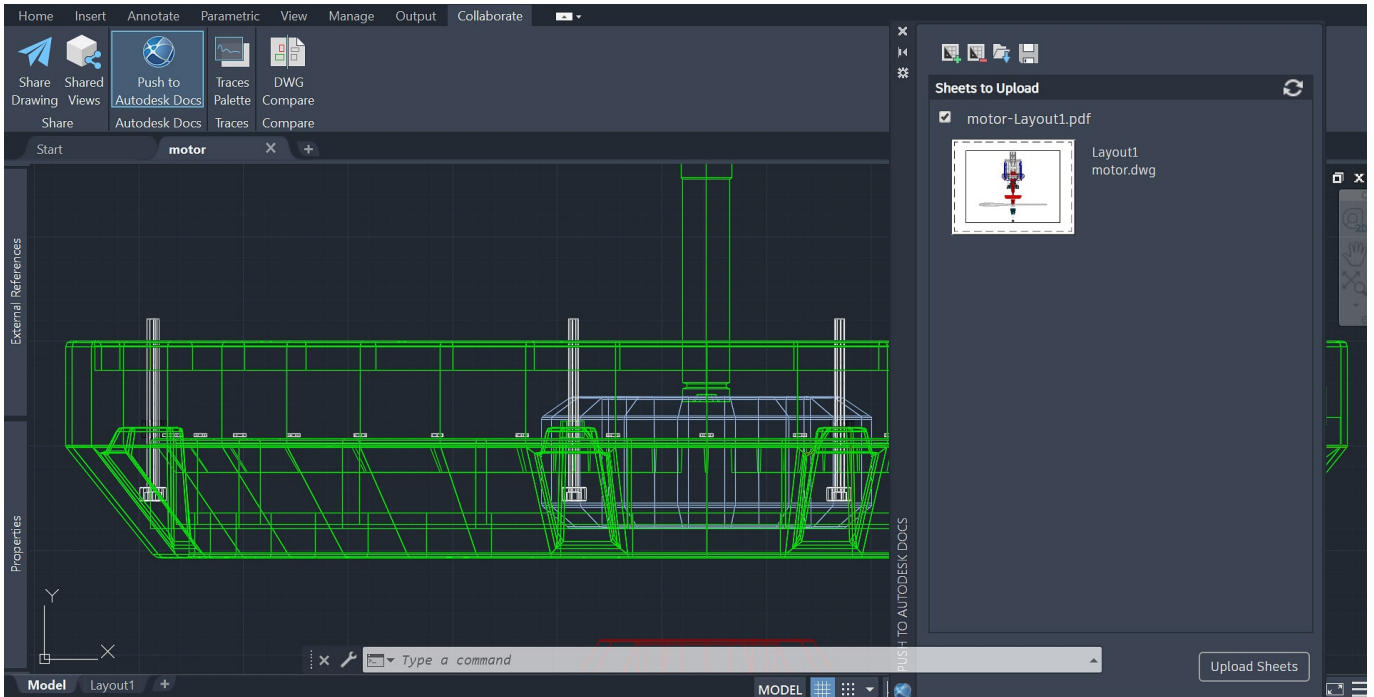 Home Insert Annotate Parametric View Manage Output Collaborate
Share Drawing
Shared Views
Push to Autodesk Docs
Traces Palette
DWG Compare
Share Autodesk Docs Traces Compare
Start motor
Sheets to Upload
motor-Layout1.pdf
Layout1
motor.dwg
External References
Properties
Y
X
PUSH TO AUTODESK DOCS
Type a command
Upload Sheets
Model Layout1
MODEL